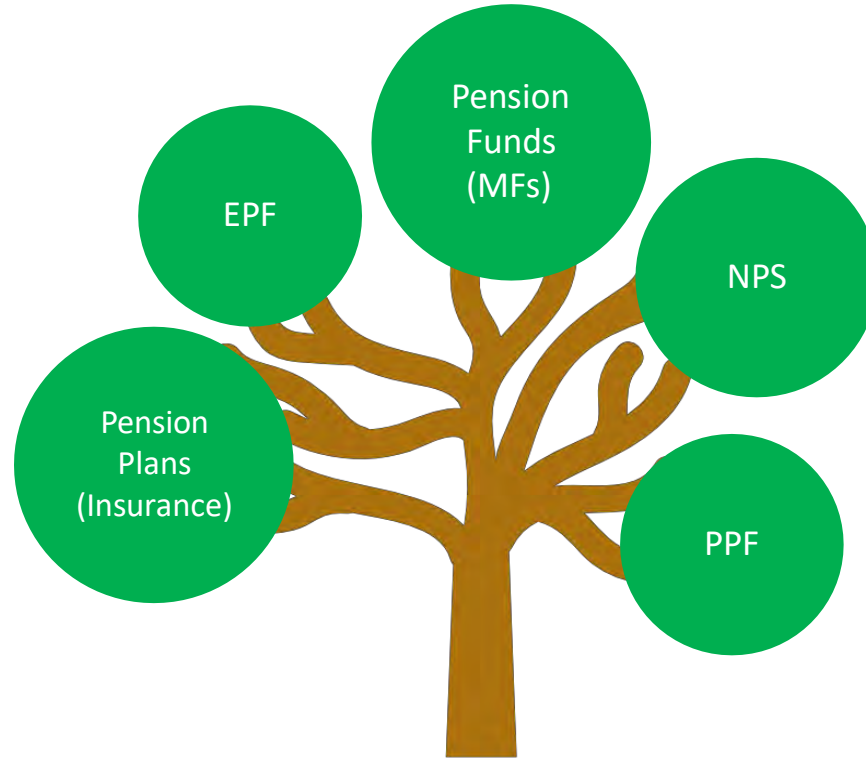 Pension
Funds
(MFs)
EPF
NPS
Pension
Plans
(Insurance)
PPF